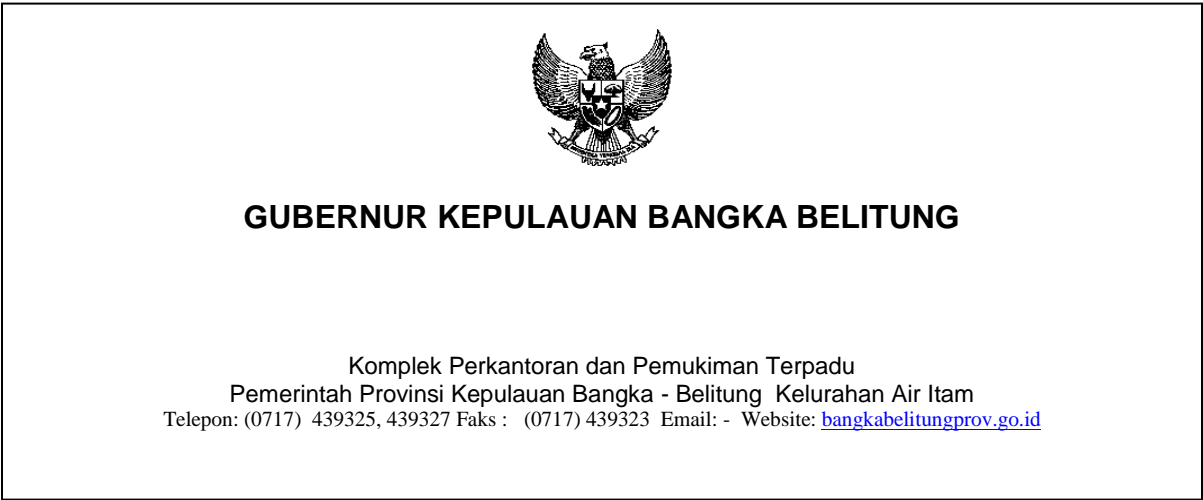 GUBERNUR KEPULAUAN BANGKA BELITUNG
Komplek Perkantoran dan Pemukiman Terpadu
Pemerintah Provinsi Kepulauan Bangka - Belitung Kelurahan Air Itam
Telepon: (0717) 439325, 439327 Faks : (0717) 439323 Email: - Website: bangkabelitungprov.go.id